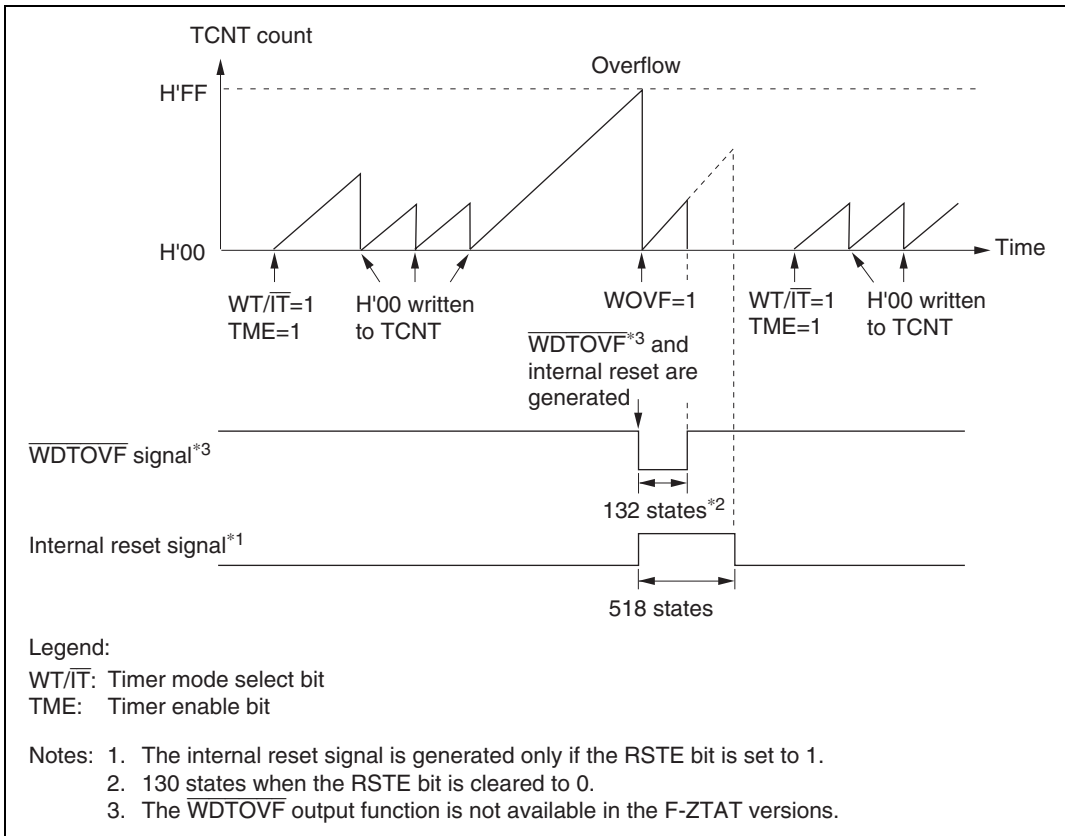 TCNT count
Overflow
H'FF
H'00
Time
WT/IT=1
TME=1
H'00 written
to TCNT
WOVF=1
WT/IT=1
TME=1
H'00 written
to TCNT
WDTOVF*3 and
internal reset are
generated
WDTOVF signal*3
132 states*2
Internal reset signal*1
518 states
Legend:
WT/IT: Timer mode select bit
TME: Timer enable bit
Notes: 1. The internal reset signal is generated only if the RSTE bit is set to 1.
2. 130 states when the RSTE bit is cleared to 0.
3. The WDTOVF output function is not available in the F-ZTAT versions.